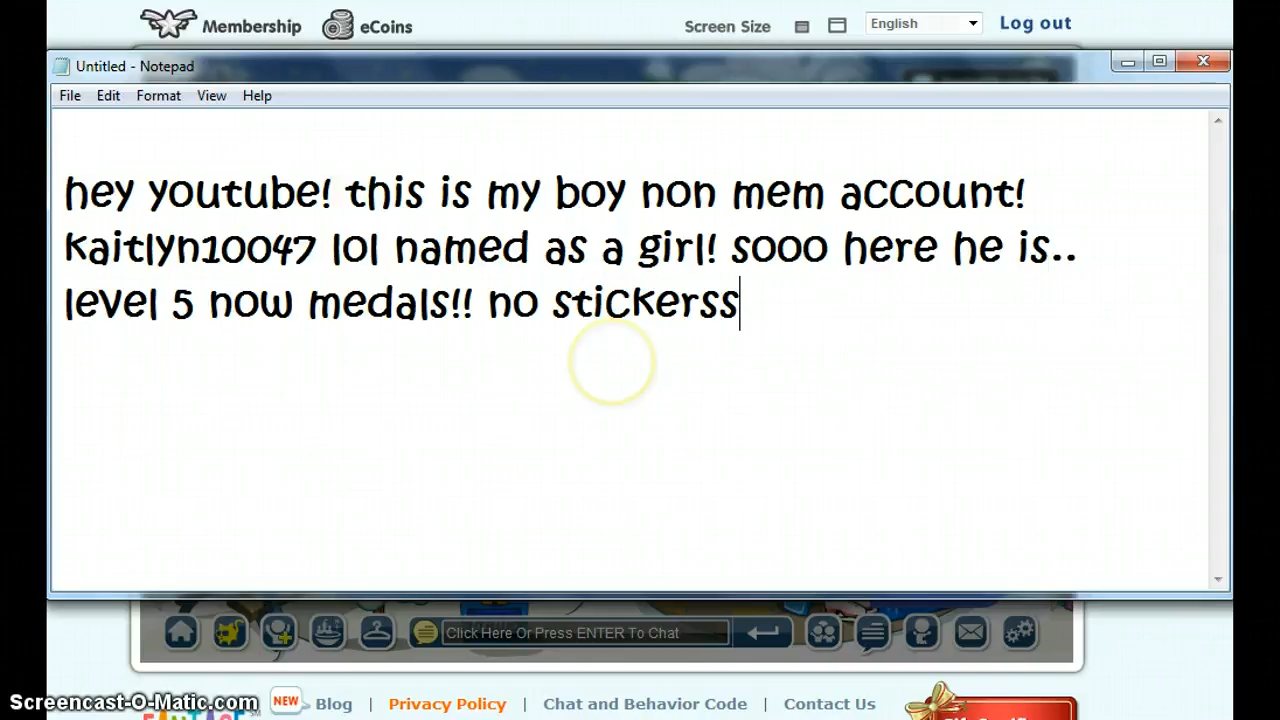 Membership eCoins Screen Size English Log out
Untitled - Notepad
File Edit Format View Help
hey youtube! this is my boy non mem account!
kaitlyn10047 lol named as a girl! sooo here he is..
level 5 now medals!! no stickerss
Click Here Or Press ENTER To Chat
NEW Blog | Privacy Policy | Chat and Behavior Code | Contact Us
Screencast-O-Matic.com